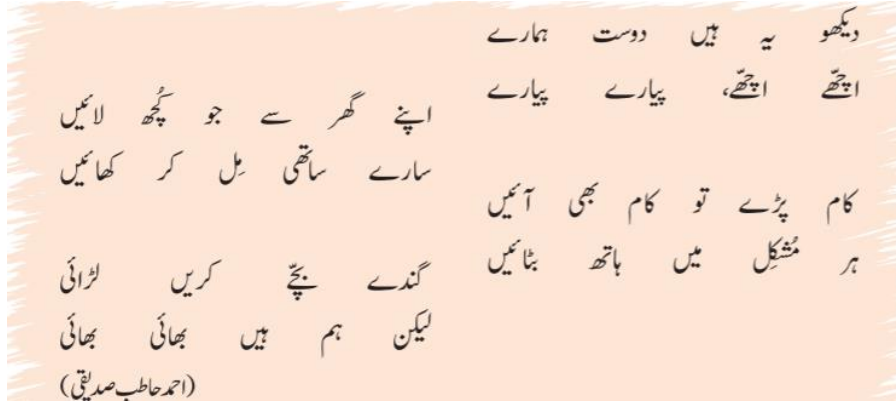 دیکھو یہ ہیں دوست ہمارے
اچھّے اچھّے، پیارے پیارے
اپنے گھر سے جو کُچھ لائیں
سارے ساتھی مِل کر کھائیں
کام پڑے تو کام بھی آئیں
ہر مُشکِل میں ہاتھ بٹائیں
گندے بچّے کریں لڑائی
لیکن ہم ہیں بھائی بھائی
(احمد حاطب صدیقی)